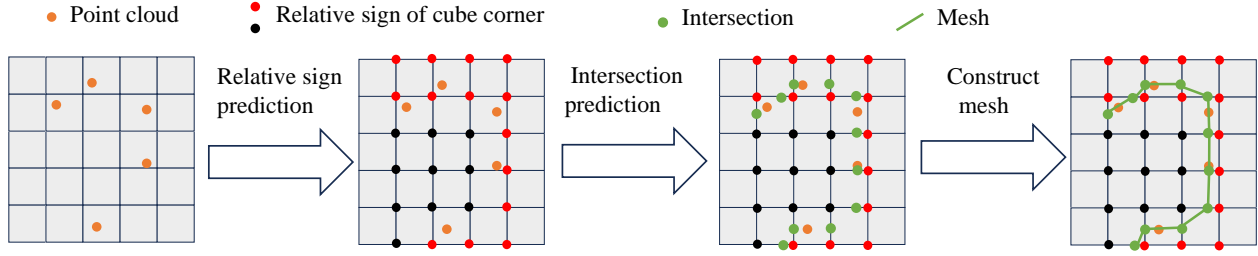 Point cloud
Relative sign of cube corner
Intersection
Mesh
Relative sign
prediction
Intersection
prediction
Construct
mesh